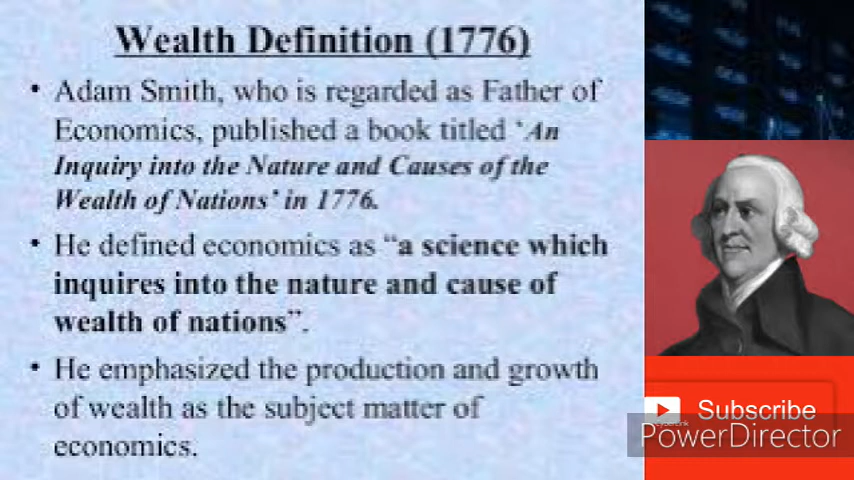 Wealth Definition (1776)
• Adam Smith, who is regarded as Father of
Economics, published a book titled ‘An
Inquiry into the Nature and Causes of the
Wealth of Nations’ in 1776.
• He defined economics as “a science which
inquires into the nature and cause of
wealth of nations”.
• He emphasized the production and growth
of wealth as the subject matter of
economics.
Subscribe
PowerDirector